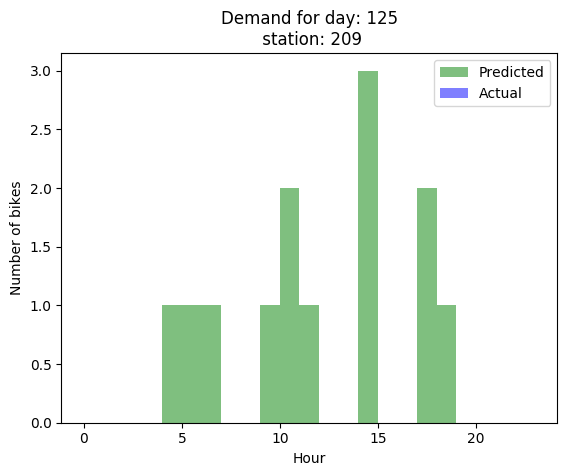 Demand for day: 125
station: 209
Predicted
Actual
3.0
2.5
2.0
1.5
1.0
0.5
0.0
Number of bikes
0 5 10 15 20
Hour